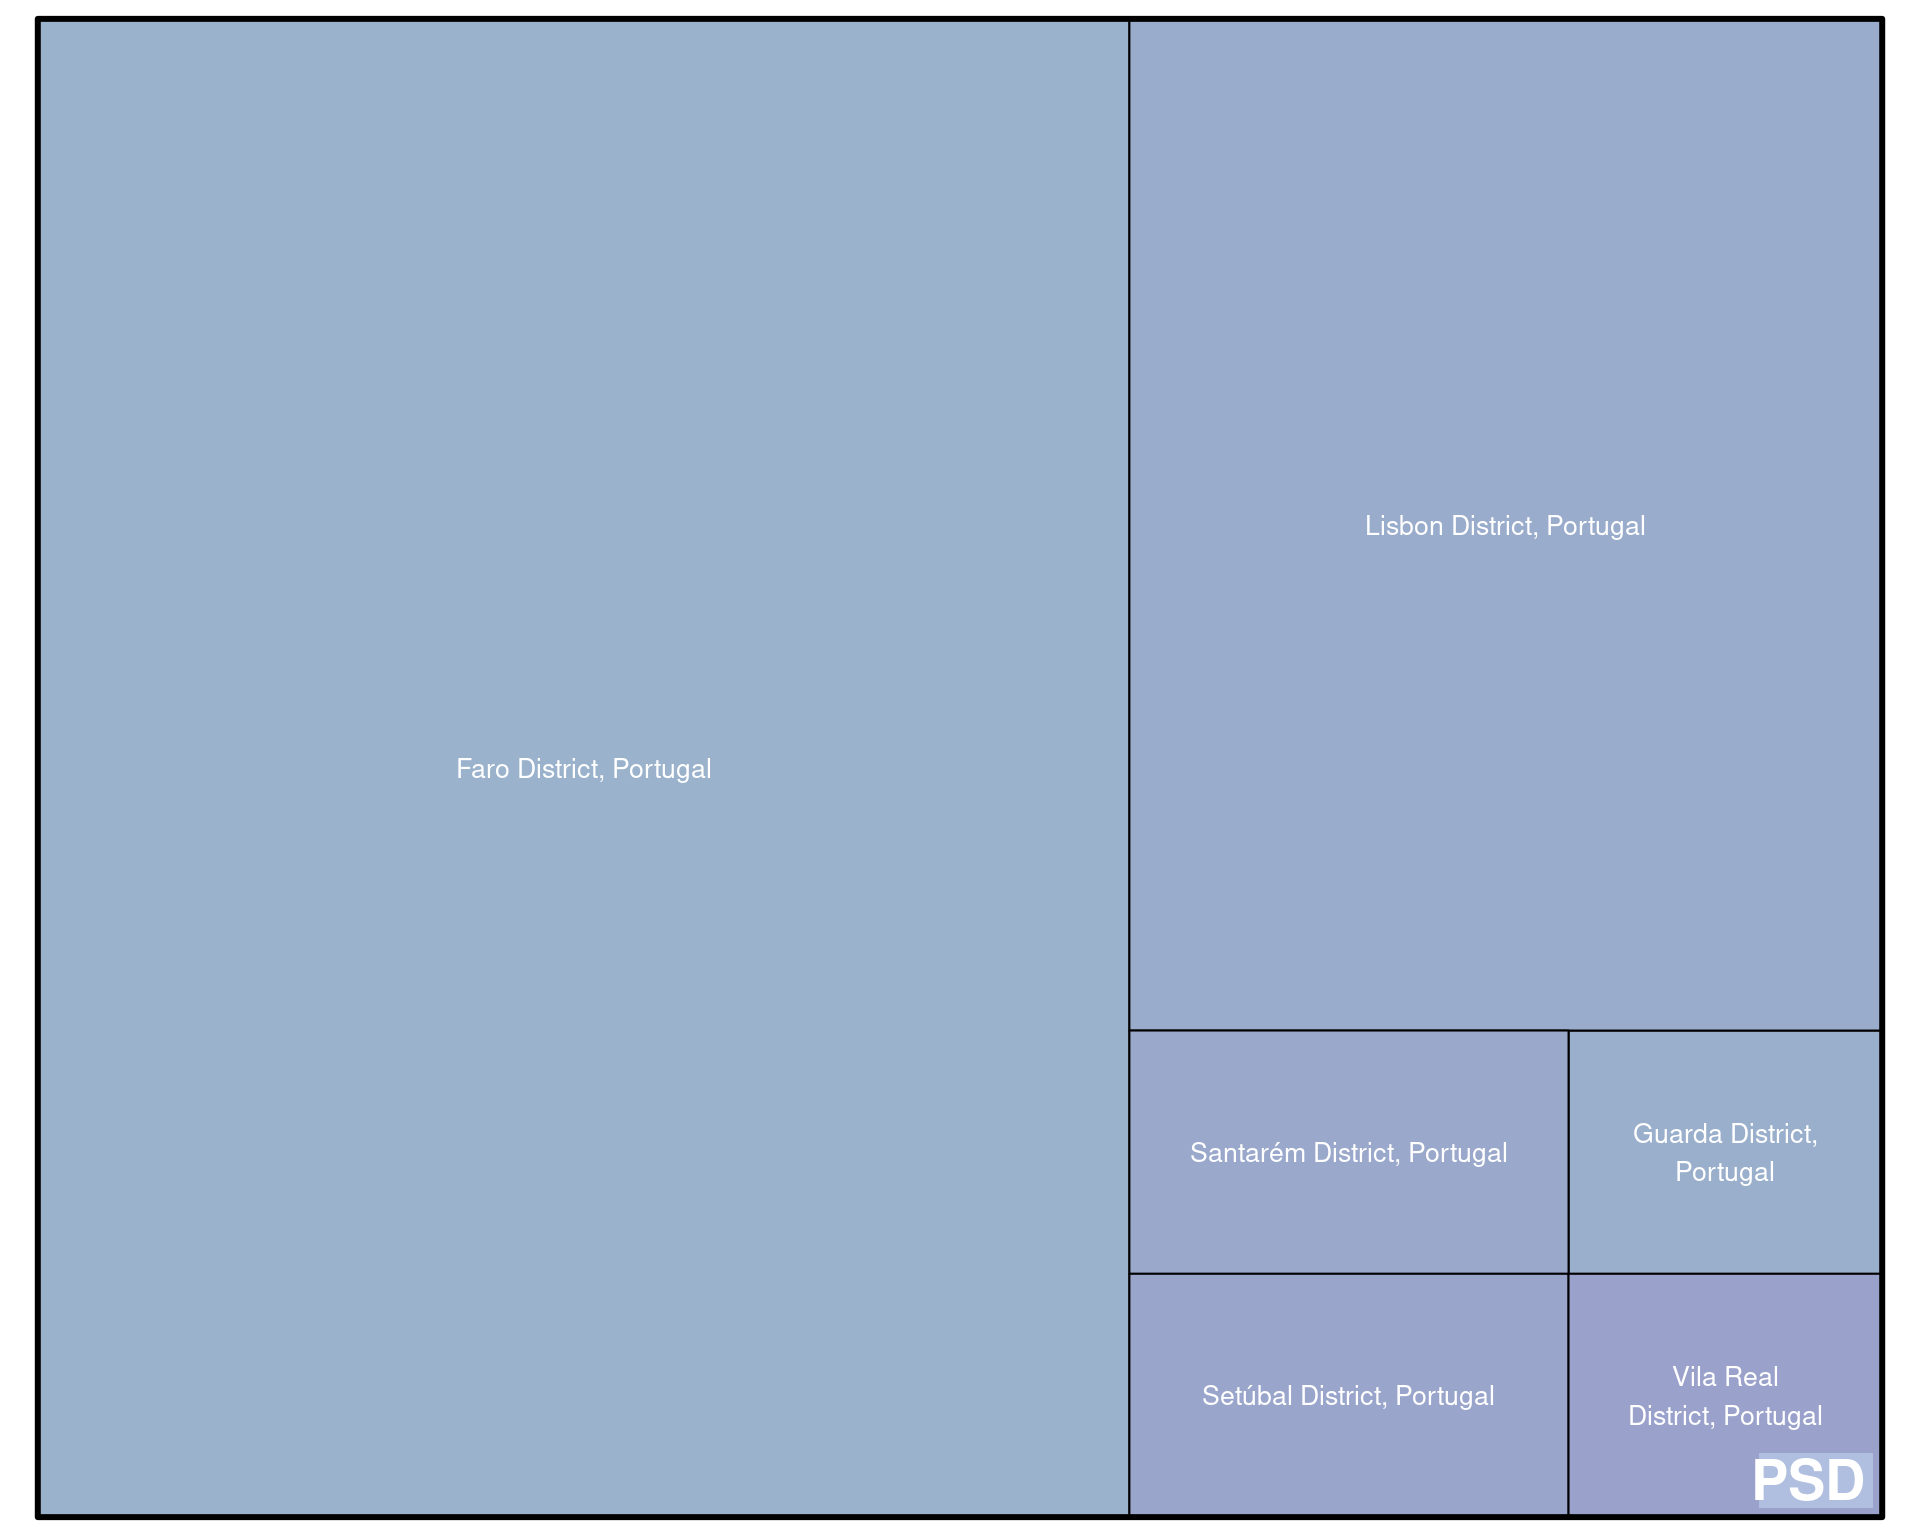 Faro District, Portugal
Lisbon District, Portugal
Santarém District, Portugal
Guarda District,
Portugal
Setúbal District, Portugal
Vila Real
District, Portugal
PSD